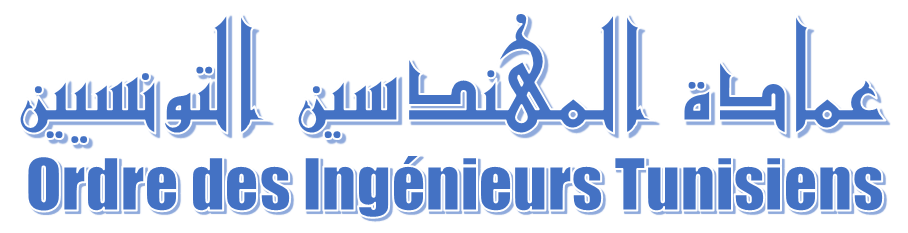 عمادة المهندسين التونسيين
Ordre des Ingénieurs Tunisiens